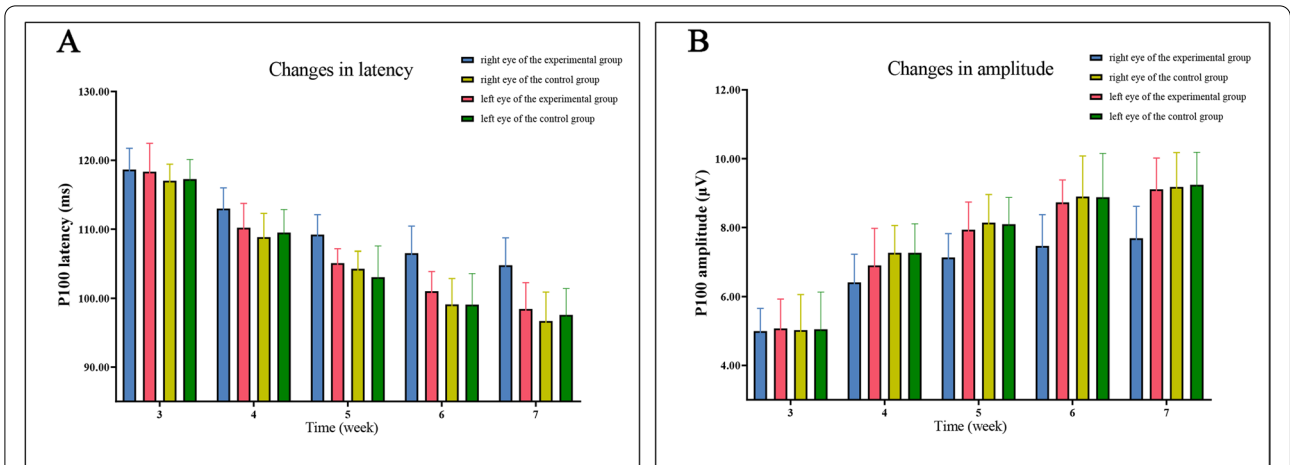 A
Changes in latency
right eye of the experimental group
right eye of the control group
left eye of the experimental group
left eye of the control group
P100 latency (ms)
130.00
120.00
110.00
100.00
90.00
3 4 5 6 7
Time (week)
B
Changes in amplitude
right eye of the experimental group
right eye of the control group
left eye of the experimental group
left eye of the control group
P100 amplitude (μV)
12.00
10.00
8.00
6.00
4.00
3 4 5 6 7
Time (week)